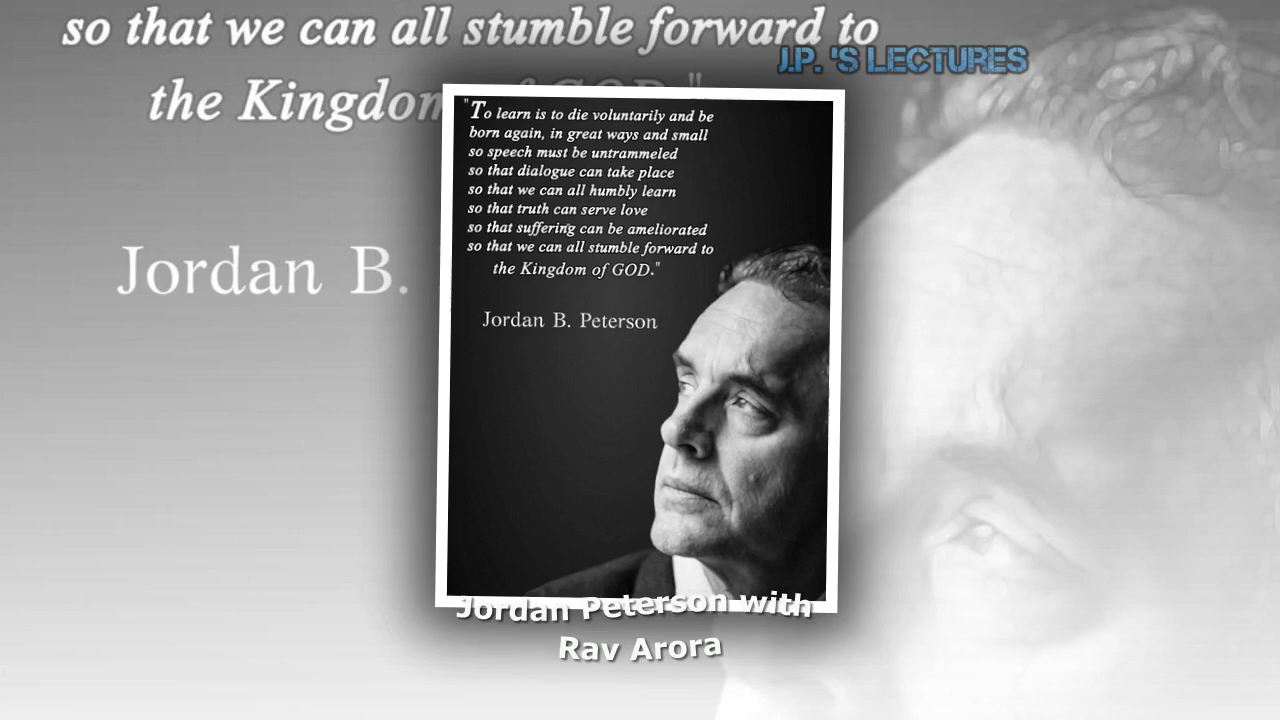 so that we can all stumble forward to
the Kingdom of GOD."
J.P. 'S LECTURES
"To learn is to die voluntarily and be
born again, in great ways and small
so speech must be untrammeled
so that dialogue can take place
so that we can all humbly learn
so that truth can serve love
so that suffering can be ameliorated
so that we can all stumble forward to
the Kingdom of GOD."
Jordan B. Peterson
Jordan B.
Jordan Peterson with
Rav Arora